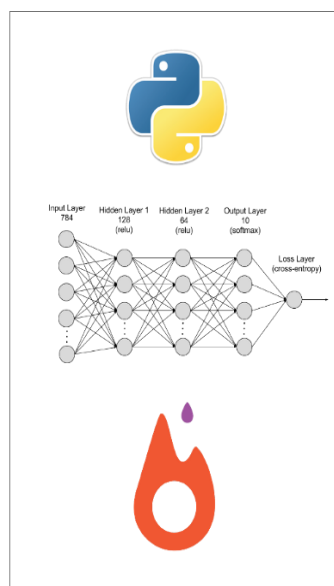 Input Layer
784
Hidden Layer 1
128
(relu)
Hidden Layer 2
64
(relu)
Output Layer
10
(softmax)
Loss Layer
(cross-entropy)